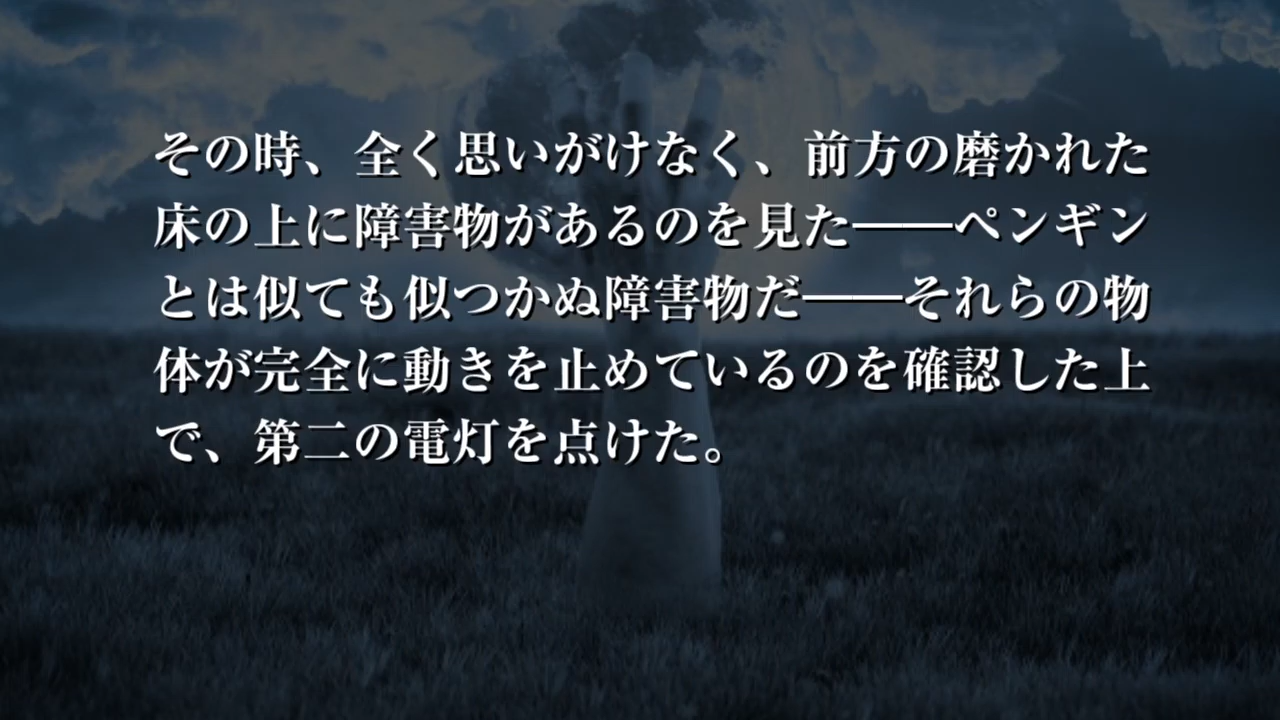 その時、全く思いがけなく、前方の磨かれた
床の上に障害物があるのを見た――ペンギン
とは似ても似つかぬ障害物だ――それらの物
体が完全に動きを止めているのを確認した上
で、第二の電灯を点けた。